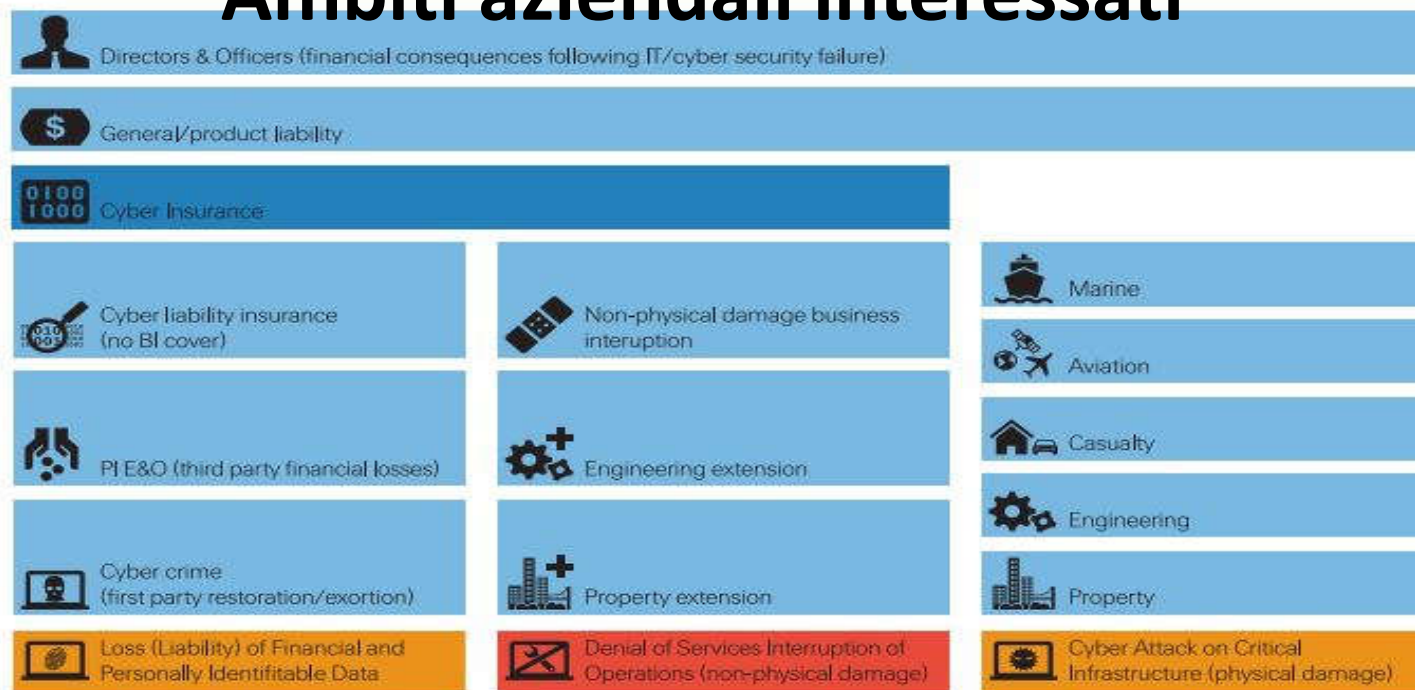 Ambiti aziendali interessati
Directors & Officers (financial consequences following IT/cyber security failure)
$
General/product liability
0100
1000
Cyber Insurance
Cyber liability insurance
(no BI cover)
PI E&O (third party financial losses)
Cyber crime
(first party restoration/exortion)
Loss (Liability) of Financial and
Personally Identifitable Data
Non-physical damage business
interuption
Engineering extension
Property extension
Denial of Services Interruption of
Operations (non-physical damage)
Marine
Aviation
Casualty
Engineering
Property
Cyber Attack on Critical
Infrastructure (physical damage)